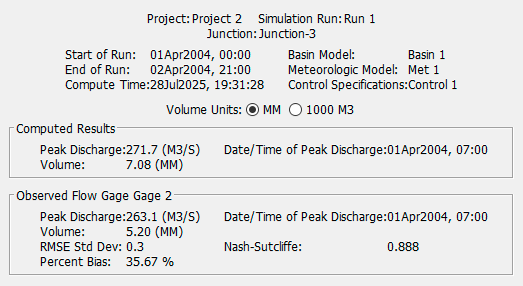 Project: Project 2 Simulation Run: Run 1
Junction: Junction-3
Start of Run: 01Apr2004, 00:00 Basin Model: Basin 1
End of Run: 02Apr2004, 21:00 Meteorologic Model: Met 1
Compute Time:28Jul2025, 19:31:28 Control Specifications:Control 1
Volume Units: MM 1000 M3
Computed Results
Peak Discharge:271.7 (M3/S) Date/Time of Peak Discharge:01Apr2004, 07:00
Volume: 7.08 (MM)
Observed Flow Gage Gage 2
Peak Discharge:263.1 (M3/S) Date/Time of Peak Discharge:01Apr2004, 07:00
Volume: 5.20 (MM)
RMSE Std Dev: 0.3 Nash-Sutcliffe: 0.888
Percent Bias: 35.67 %